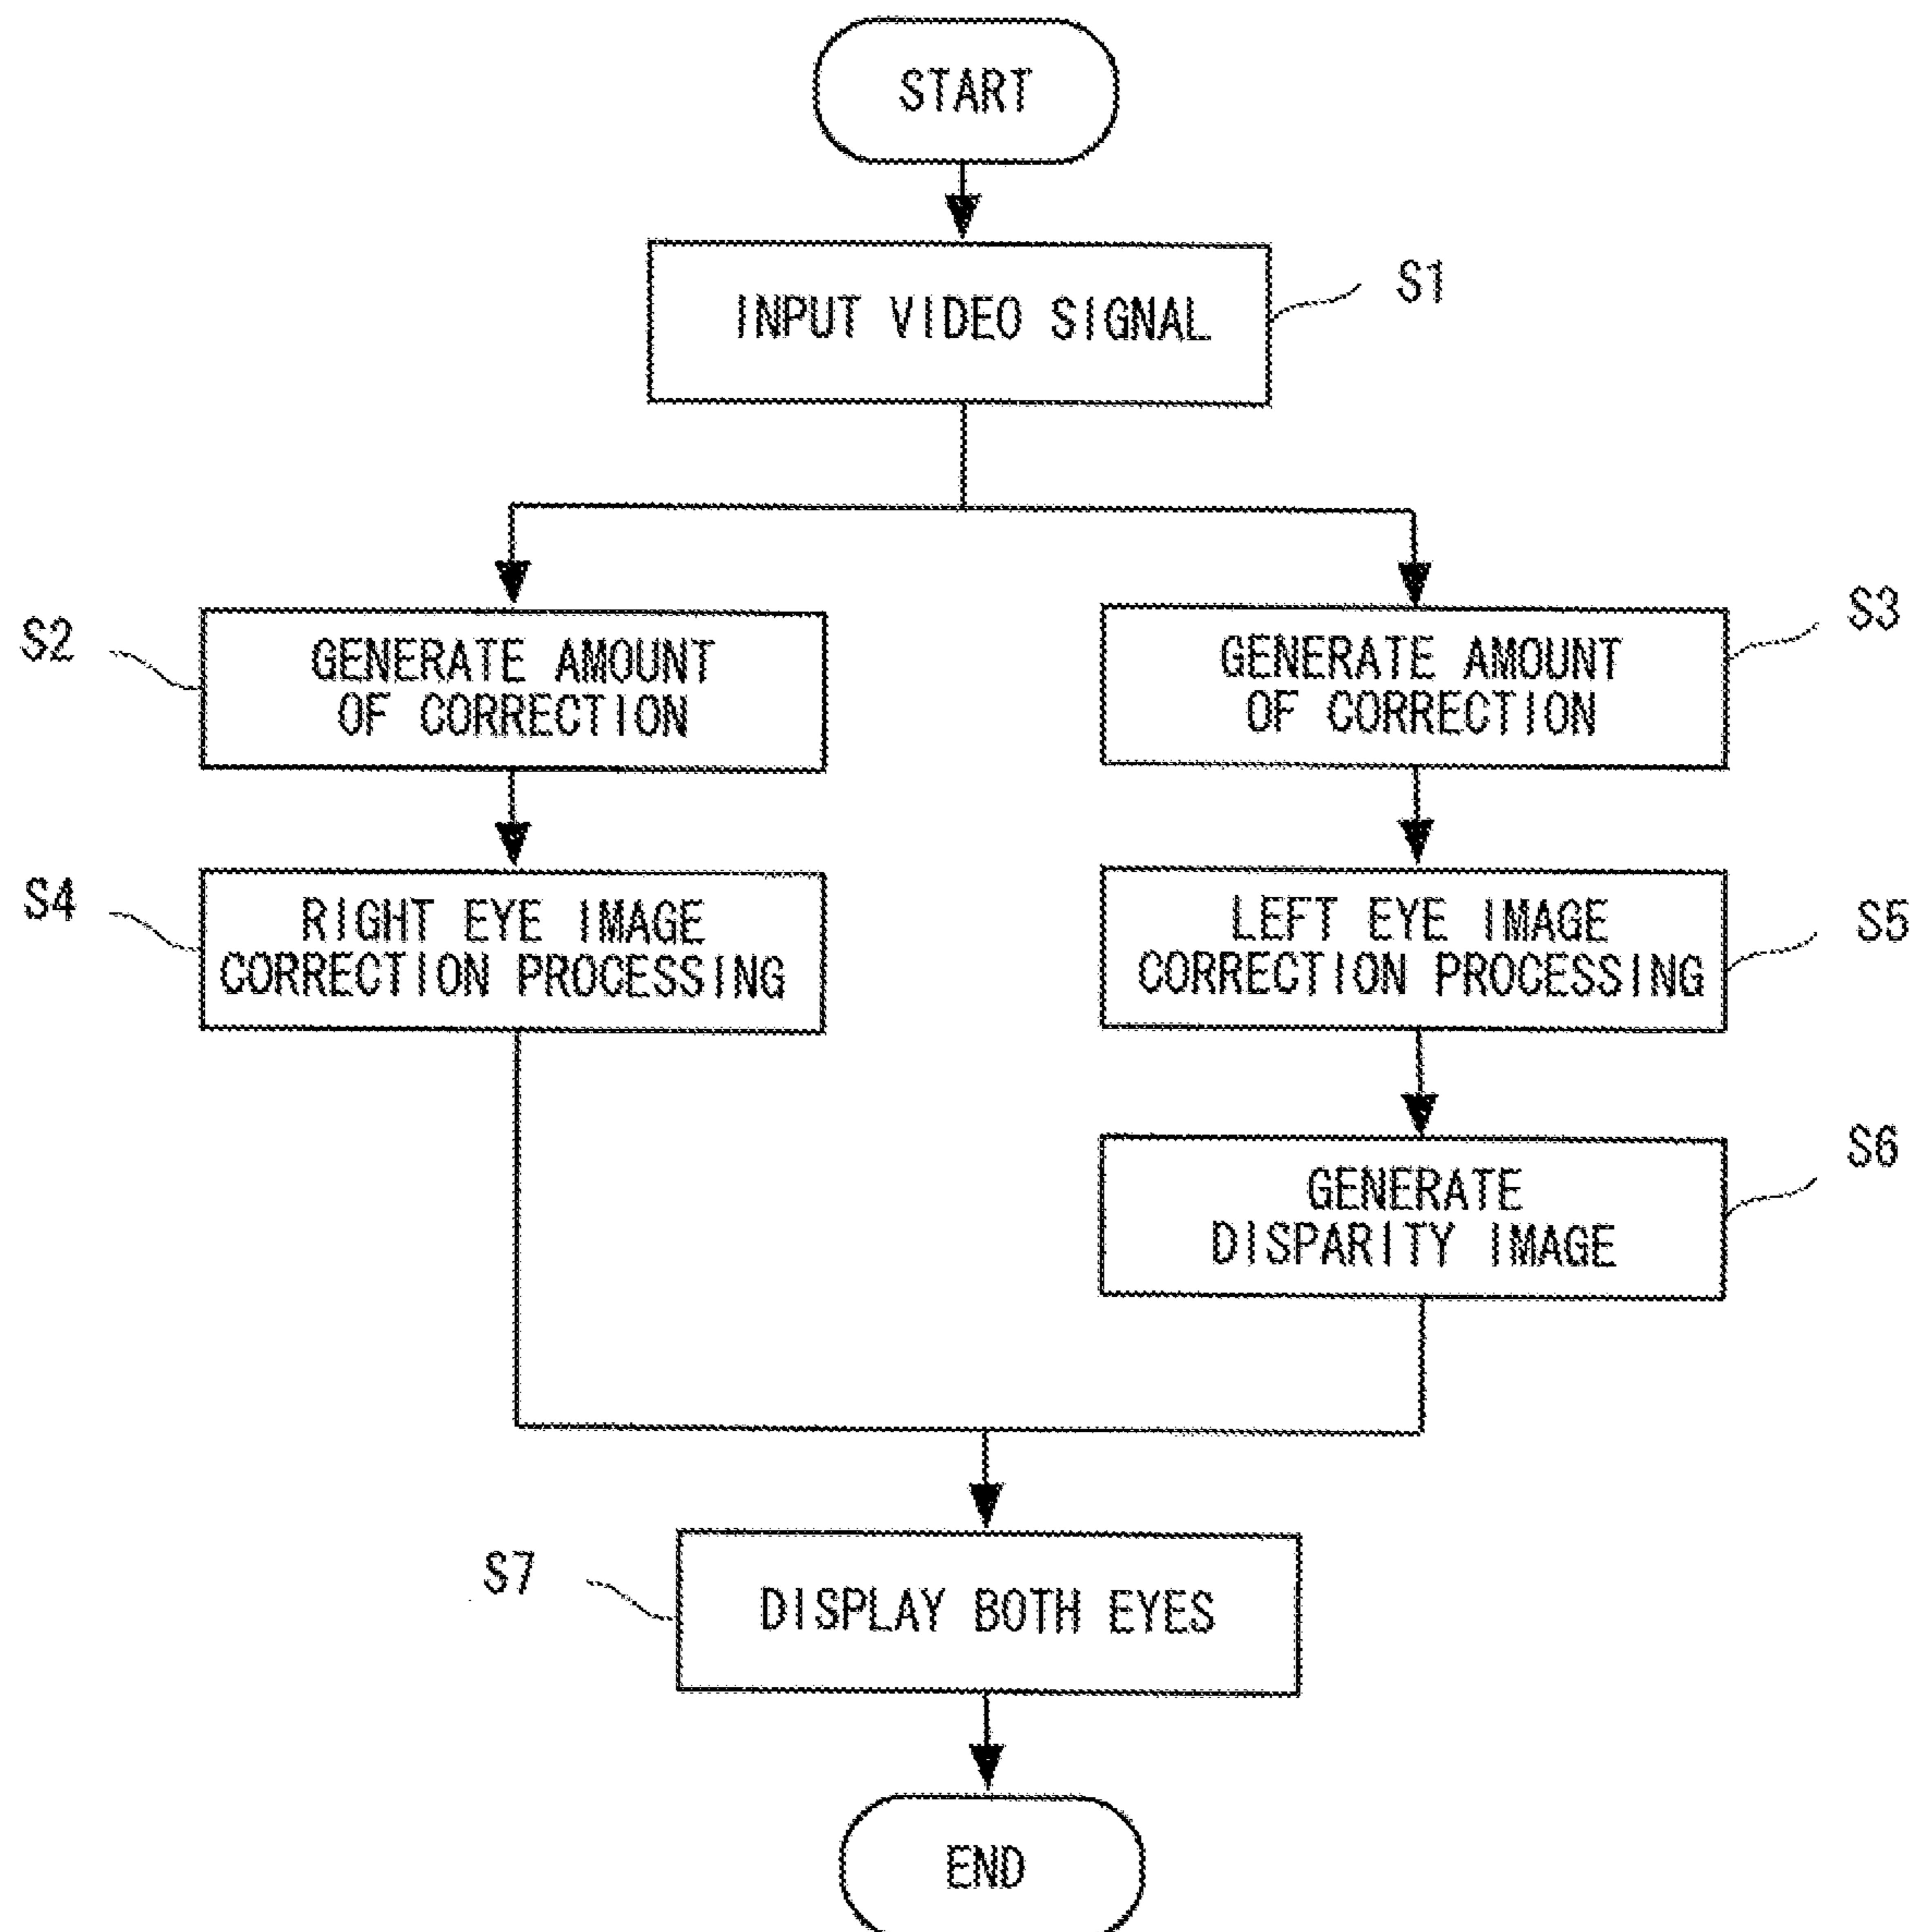 START
INPUT VIDEO SIGNAL
S1
S2
GENERATE AMOUNT
OF CORRECTION
GENERATE AMOUNT
OF CORRECTION
S3
S4
RIGHT EYE IMAGE
CORRECTION PROCESSING
LEFT EYE IMAGE
CORRECTION PROCESSING
S5
GENERATE
DISPARITY IMAGE
S6
S7
DISPLAY BOTH EYES
END